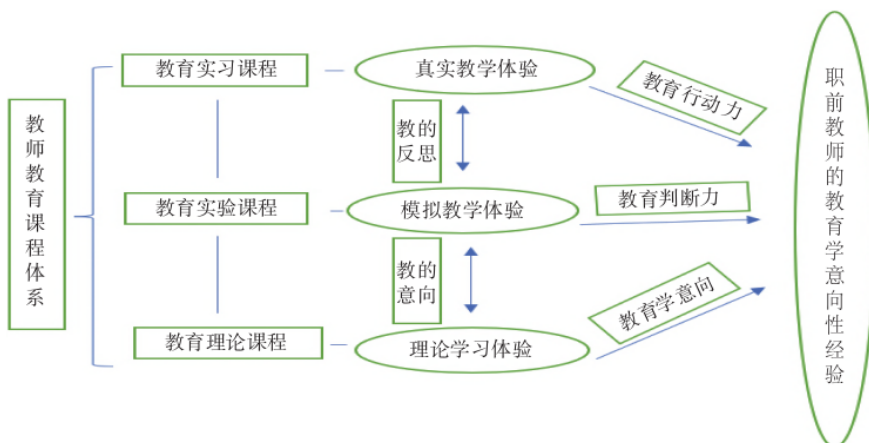 教师教育课程体系
教育实习课程
真实教学体验
教育行动力
教的
反思
教育实验课程
模拟教学体验
教育判断力
教的
意向
教育理论课程
理论学习体验
教育学意向
职前教师的教育学意向性经验